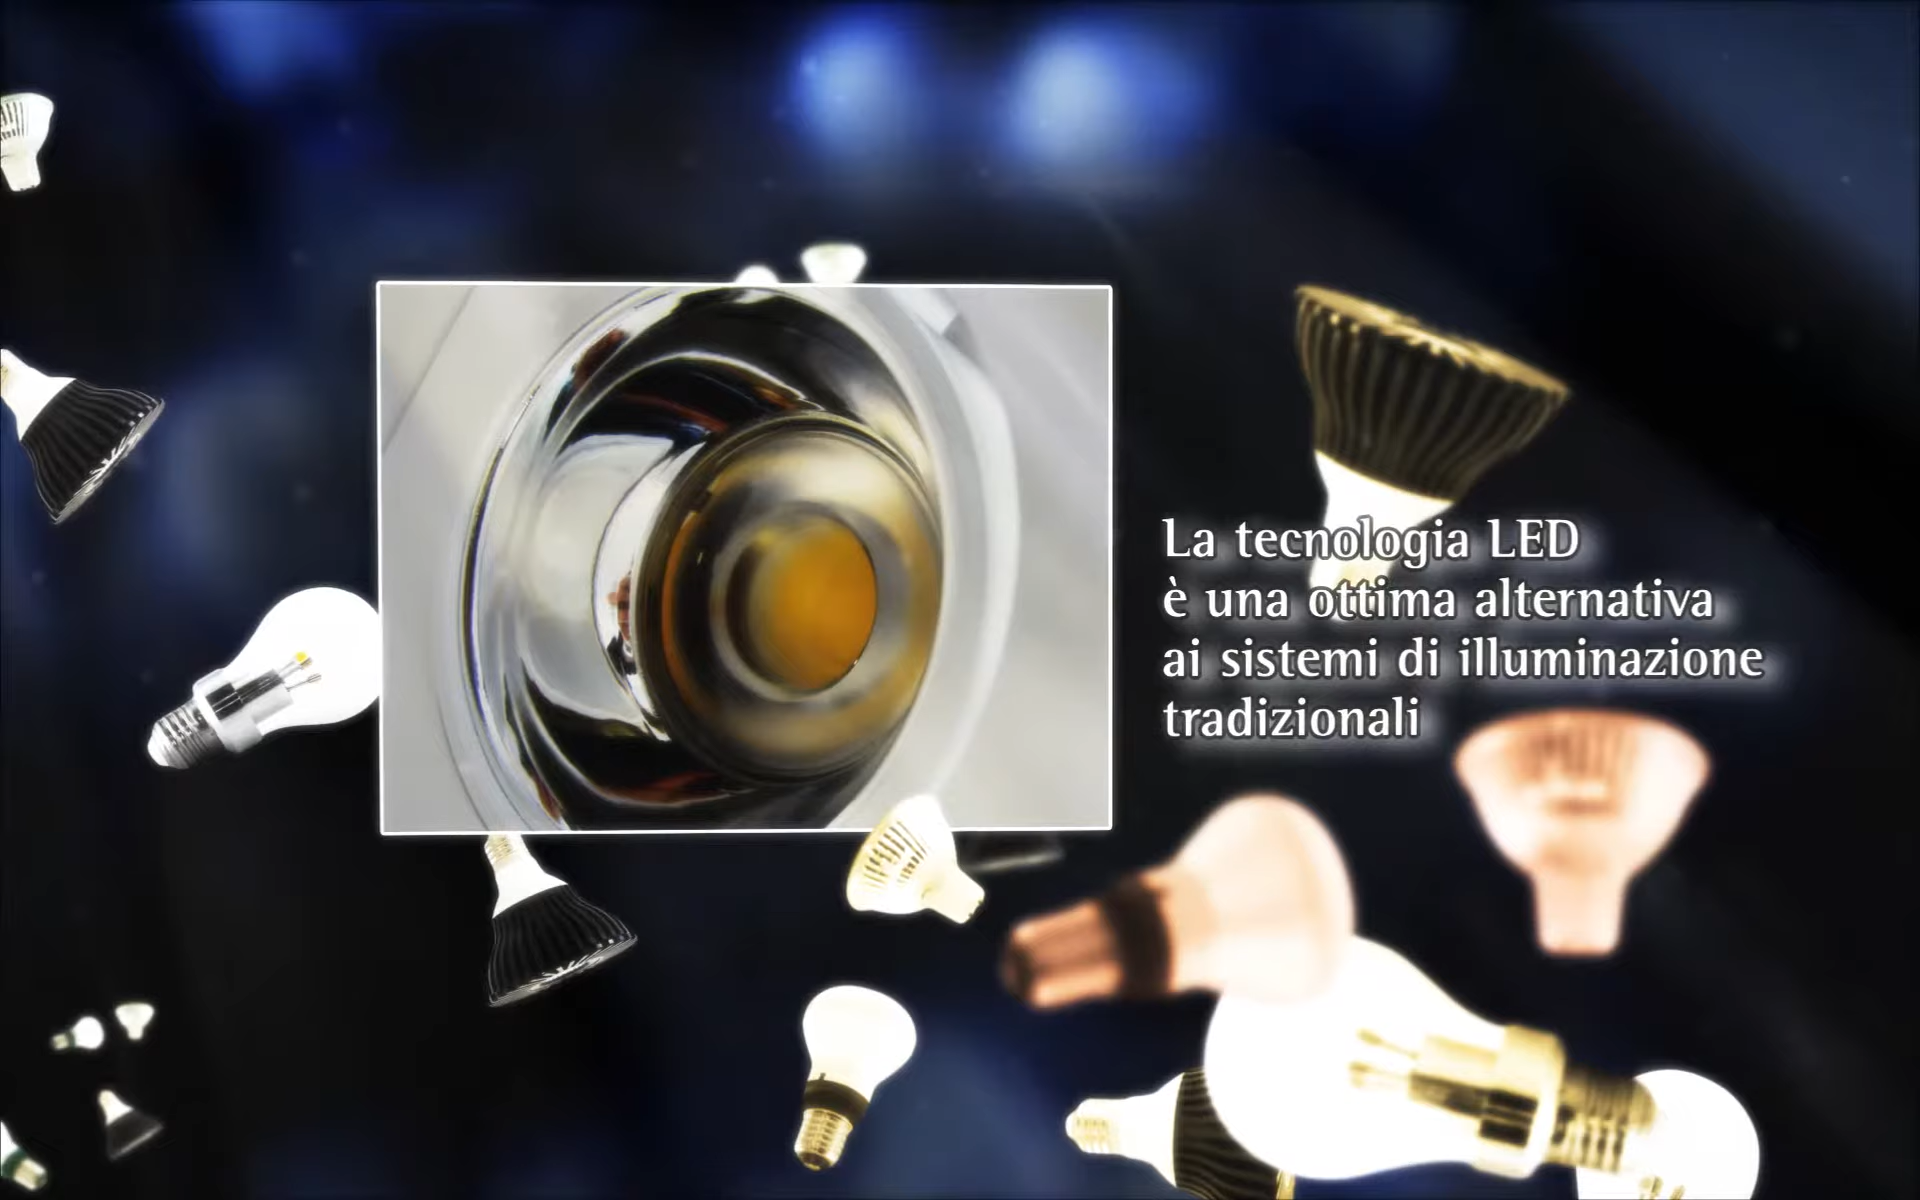 La tecnologia LED
è una ottima alternativa
ai sistemi di illuminazione
tradizionali